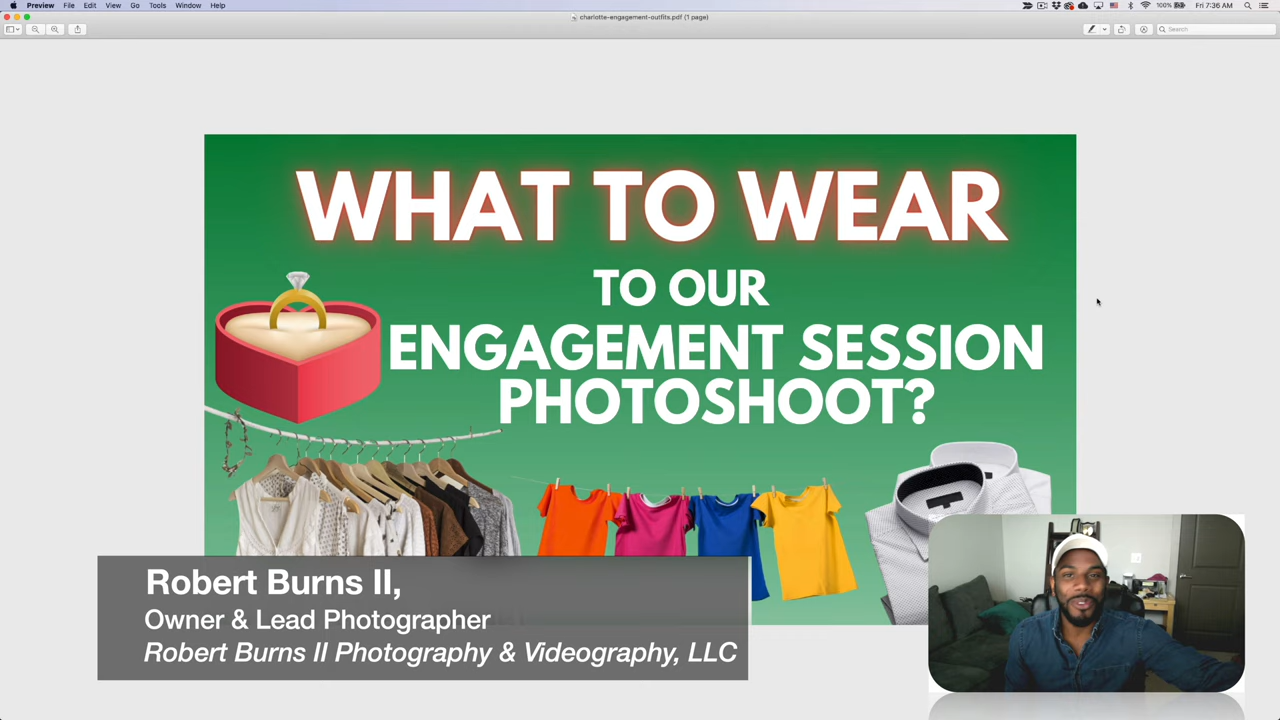 Preview File Edit View Go Tools Window Help
100% Fri 7:36 AM
charlotte-engagement-outfits.pdf (1 page)
Search
WHAT TO WEAR
TO OUR
ENGAGEMENT SESSION
PHOTOSHOOT?
Robert Burns II,
Owner & Lead Photographer
Robert Burns II Photography & Videography, LLC